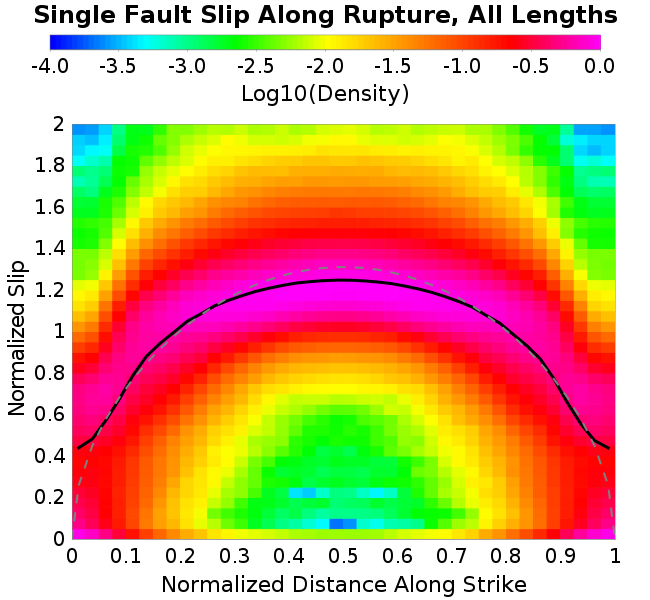 Single Fault Slip Along Rupture, All Lengths
-4.0 -3.5 -3.0 -2.5 -2.0 -1.5 -1.0 -0.5 0.0
Log10(Density)
Normalized Slip
2
1.8
1.6
1.4
1.2
1
0.8
0.6
0.4
0.2
0
0 0.1 0.2 0.3 0.4 0.5 0.6 0.7 0.8 0.9 1
Normalized Distance Along Strike